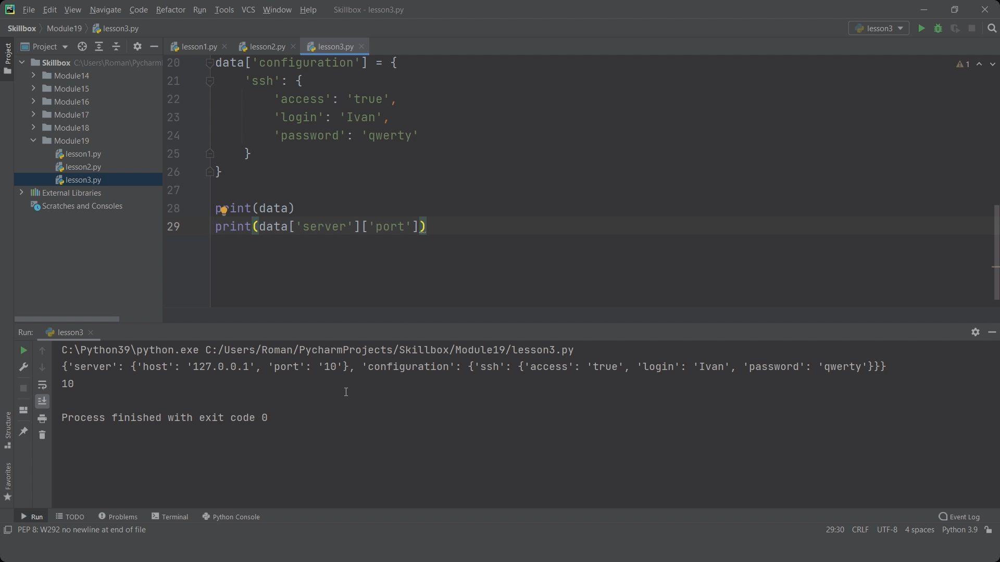 File Edit View Navigate Code Refactor Run Tools VCS Window Help Skillbox - lesson3.py
Skillbox Module19 lesson3.py lesson3
Project Project lesson1.py lesson2.py lesson3.py
Skillbox C:\Users\Roman\Pycharm
Module14
Module15
Module16
Module17
Module18
Module19
lesson1.py
lesson2.py
lesson3.py
External Libraries
Scratches and Consoles
20 data['configuration'] = {
21 'ssh': {
22 'access': 'true',
23 'login': 'Ivan',
24 'password': 'qwerty'
25 }
26 }
27
28 print(data)
29 print(data['server']['port'])
1
Run: lesson3
C:\Python39\python.exe C:/Users/Roman/PycharmProjects/Skillbox/Module19/lesson3.py
{'server': {'host': '127.0.0.1', 'port': '10'}, 'configuration': {'ssh': {'access': 'true', 'login': 'Ivan', 'password': 'qwerty'}}}
10
Process finished with exit code 0
Structure
Favorites
Run TODO Problems Terminal Python Console Event Log
PEP 8: W292 no newline at end of file 29:30 CRLF UTF-8 4 spaces Python 3.9